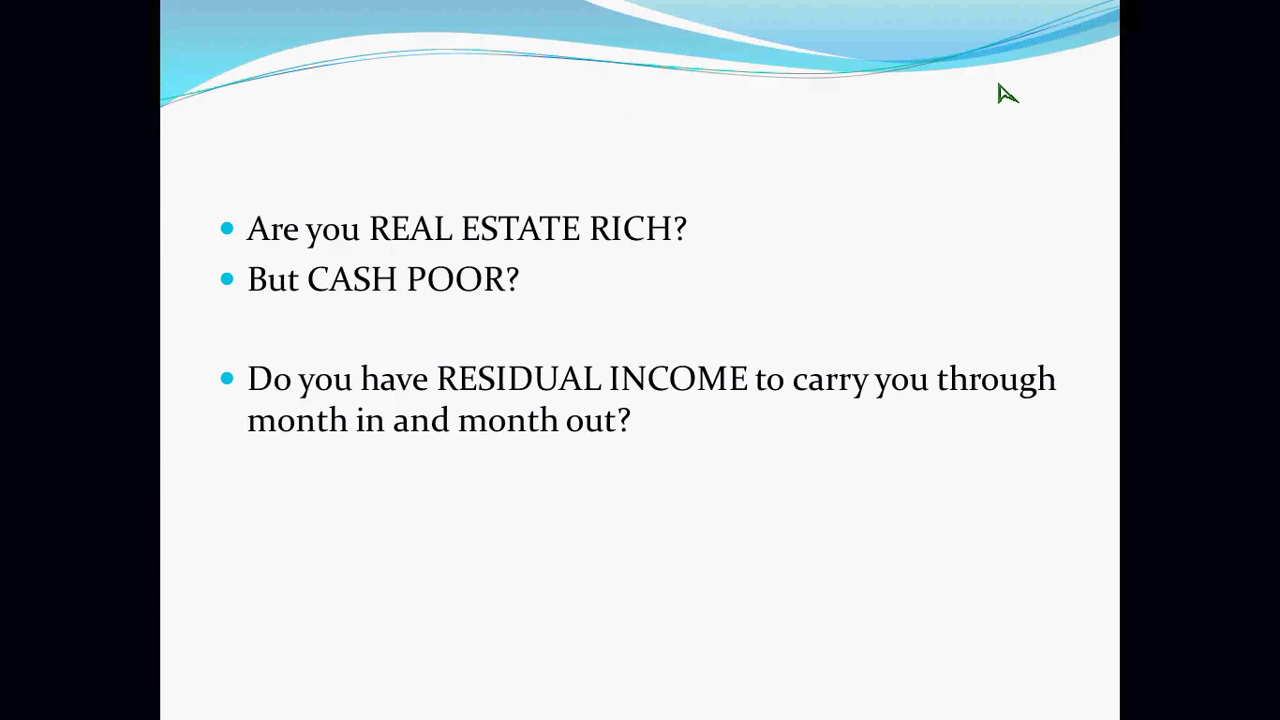 Are you REAL ESTATE RICH?
But CASH POOR?
Do you have RESIDUAL INCOME to carry you through
month in and month out?